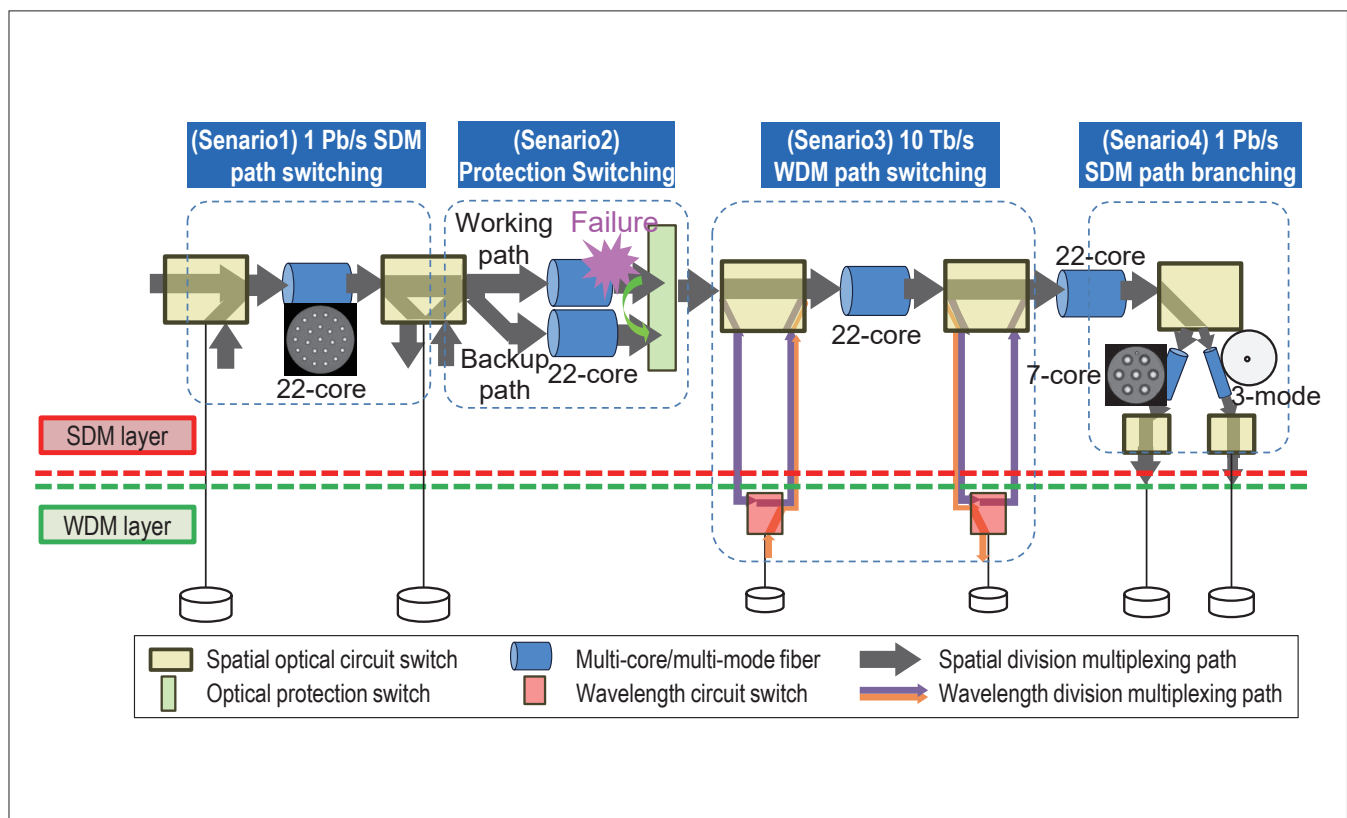 (Senario1) 1 Pb/s SDM
path switching
(Senario2)
Protection Switching
(Senario3) 10 Tb/s
WDM path switching
(Senario4) 1 Pb/s
SDM path branching
Working
path
Failure
22-core
Backup
path
22-core
22-core
22-core
7-core
3-mode
SDM layer
WDM layer
Spatial optical circuit switch
Multi-core/multi-mode fiber
Spatial division multiplexing path
Optical protection switch
Wavelength circuit switch
Wavelength division multiplexing path